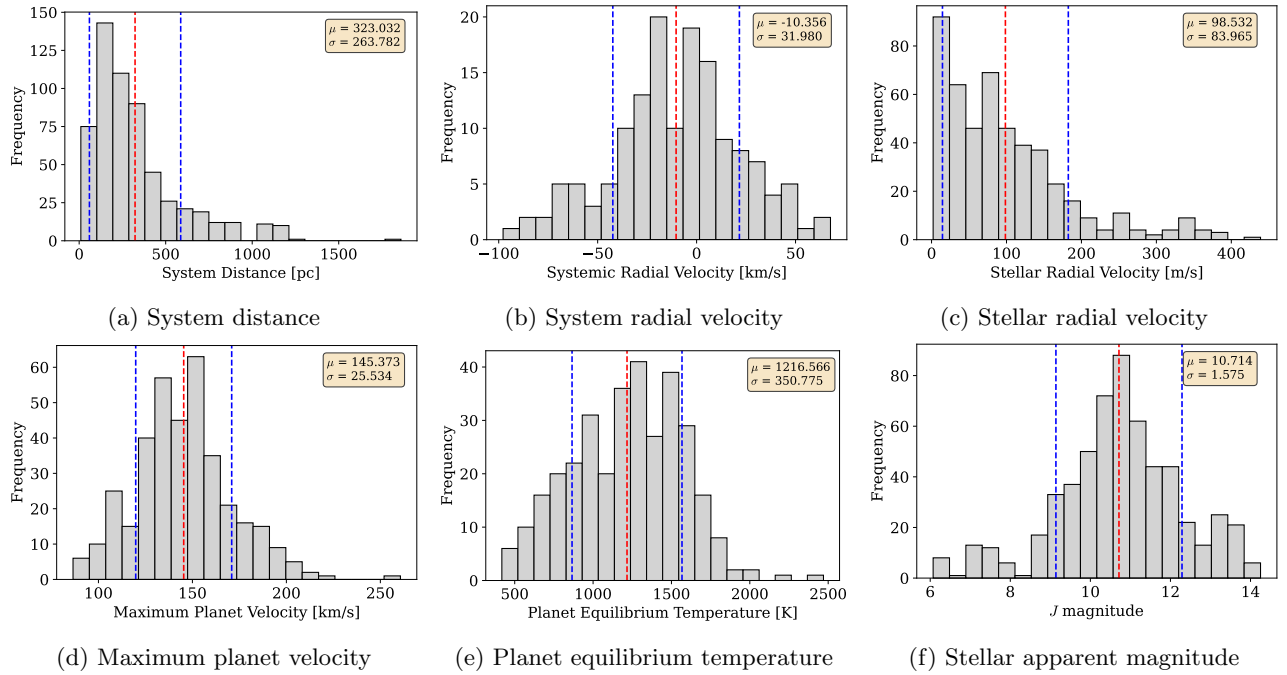 150
125
100
75
50
25
0
Frequency
μ = 323.032
σ = 263.782
0
500
1000
1500
System Distance [pc]
(a) System distance
20
15
10
5
0
Frequency
μ = -10.356
σ = 31.980
−100
−50
0
50
Systemic Radial Velocity [km/s]
(b) System radial velocity
80
60
40
20
0
Frequency
μ = 98.532
σ = 83.965
0
100
200
300
400
Stellar Radial Velocity [m/s]
(c) Stellar radial velocity
60
50
40
30
20
10
0
Frequency
μ = 145.373
σ = 25.534
100
150
200
250
Maximum Planet Velocity [km/s]
(d) Maximum planet velocity
40
30
20
10
0
Frequency
μ = 1216.566
σ = 350.775
500
1000
1500
2000
2500
Planet Equilibrium Temperature [K]
(e) Planet equilibrium temperature
80
60
40
20
0
Frequency
μ = 10.714
σ = 1.575
6
8
10
12
14
J magnitude
(f) Stellar apparent magnitude